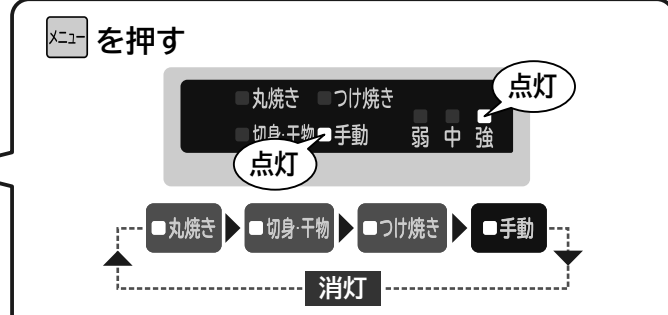 メニュー を押す
丸焼き つけ焼き
点灯
切身·干物 手動 弱 中 強
点灯
丸焼き 切身·干物 つけ焼き 手動
消灯